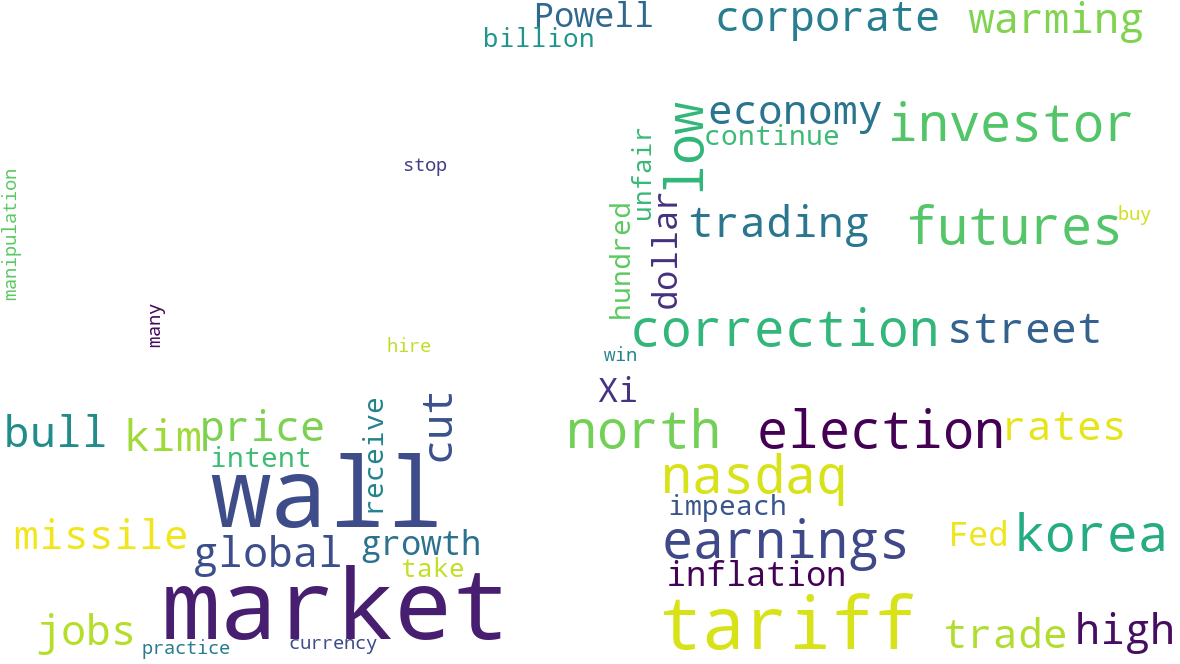 Powell
corporate
warming
billion
economy
investor
low
continue
unfair
stop
manipulation
dollar
trading
futures
buy
hundred
many
correction
street
hire
win
Xi
cut
receive
bull
kim
price
north
election
rates
intent
wall
nasdaq
impeach
missile
global
growth
earnings
Fed
korea
take
inflation
market
jobs
practice
currency
tariff
trade
high